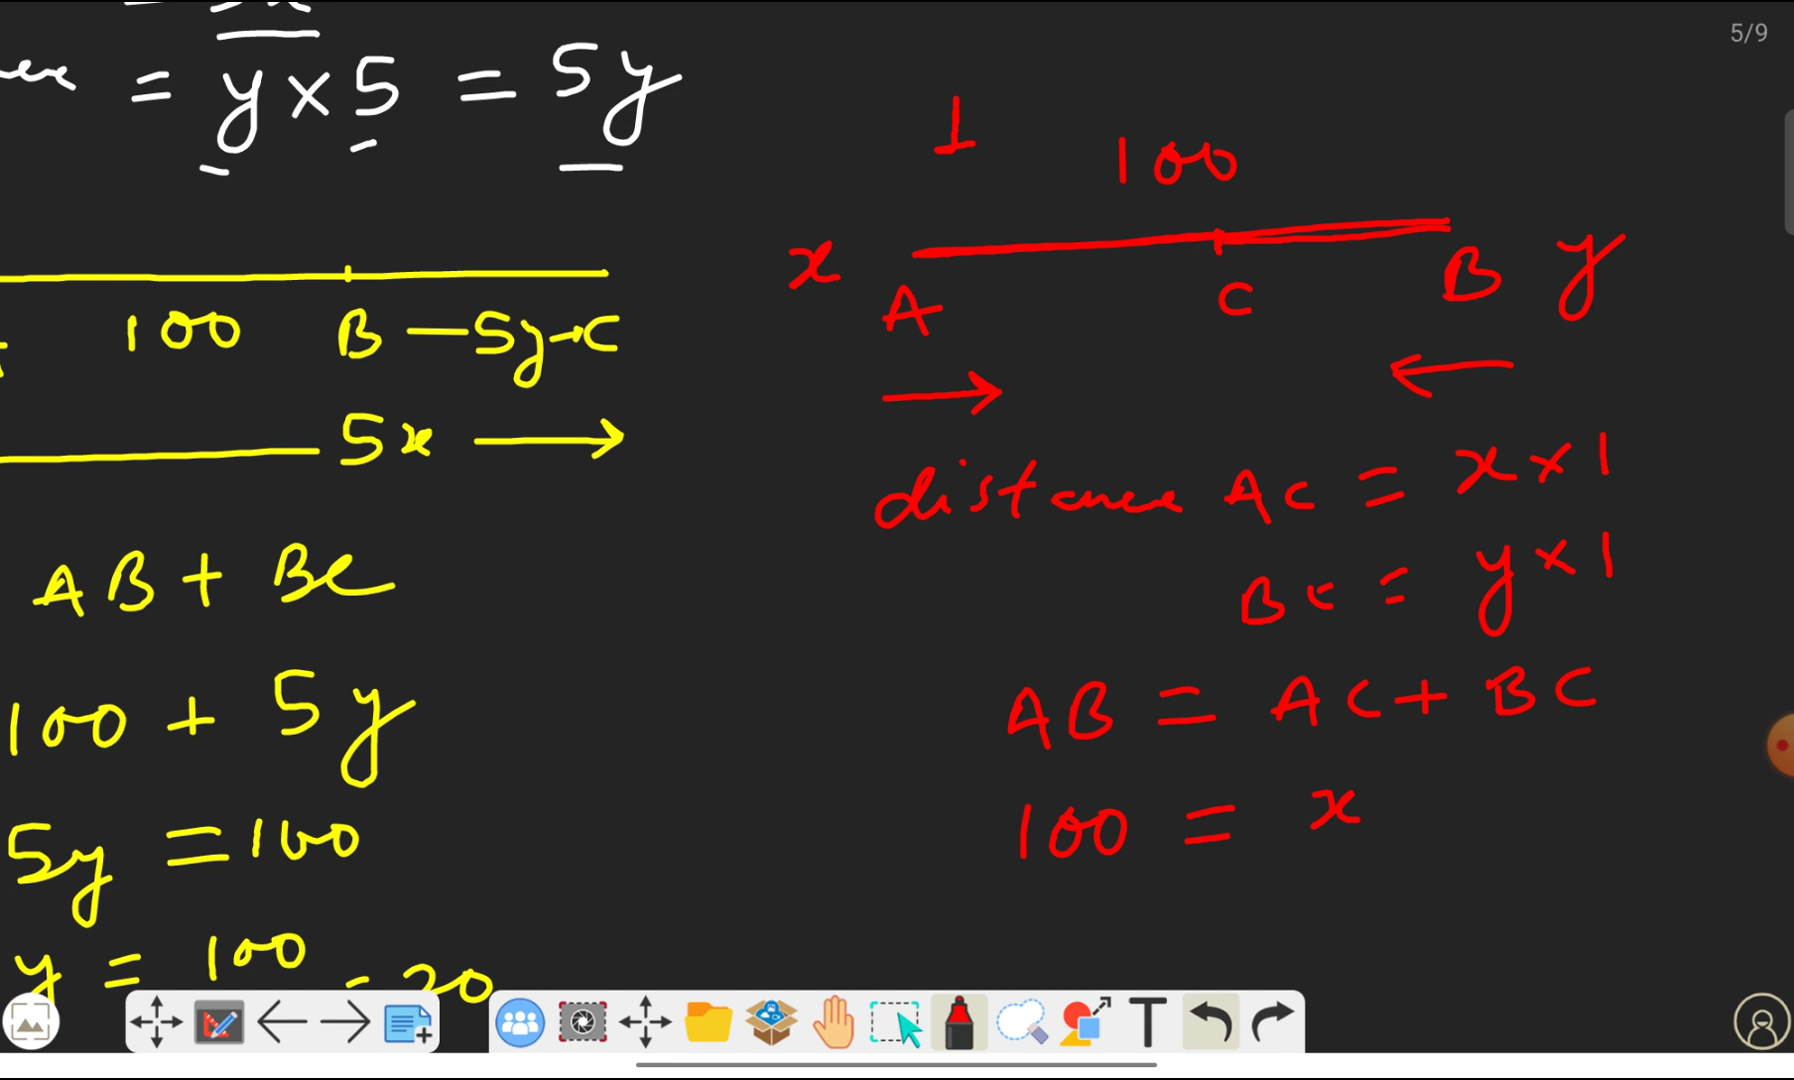 = y × 5 = 5y
100 B — 5y → C
5x →
AB + BC
100 + 5y
5y = 100
y = 100 - 20
5/9
1
100
x A C B y
distance AC = x × 1
BC = y × 1
AB = AC + BC
100 = x
T